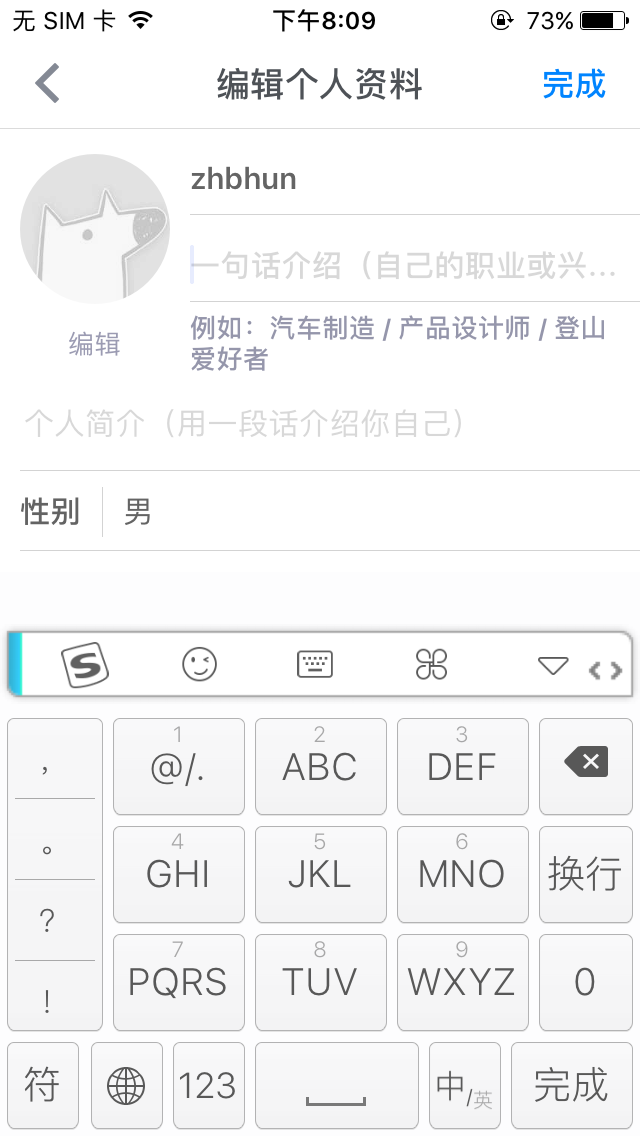 无 SIM 卡 下午8:09 73%
编辑个人资料 完成
zhbhun
一句话介绍（自己的职业或兴...
编辑
例如：汽车制造 / 产品设计师 / 登山
爱好者
个人简介（用一段话介绍你自己）
性别 男
S
， 1 @/. 2 ABC 3 DEF
。 4 GHI 5 JKL 6 MNO 换行
? 7 PQRS 8 TUV 9 WXYZ 0
!
符 123 中/英 完成